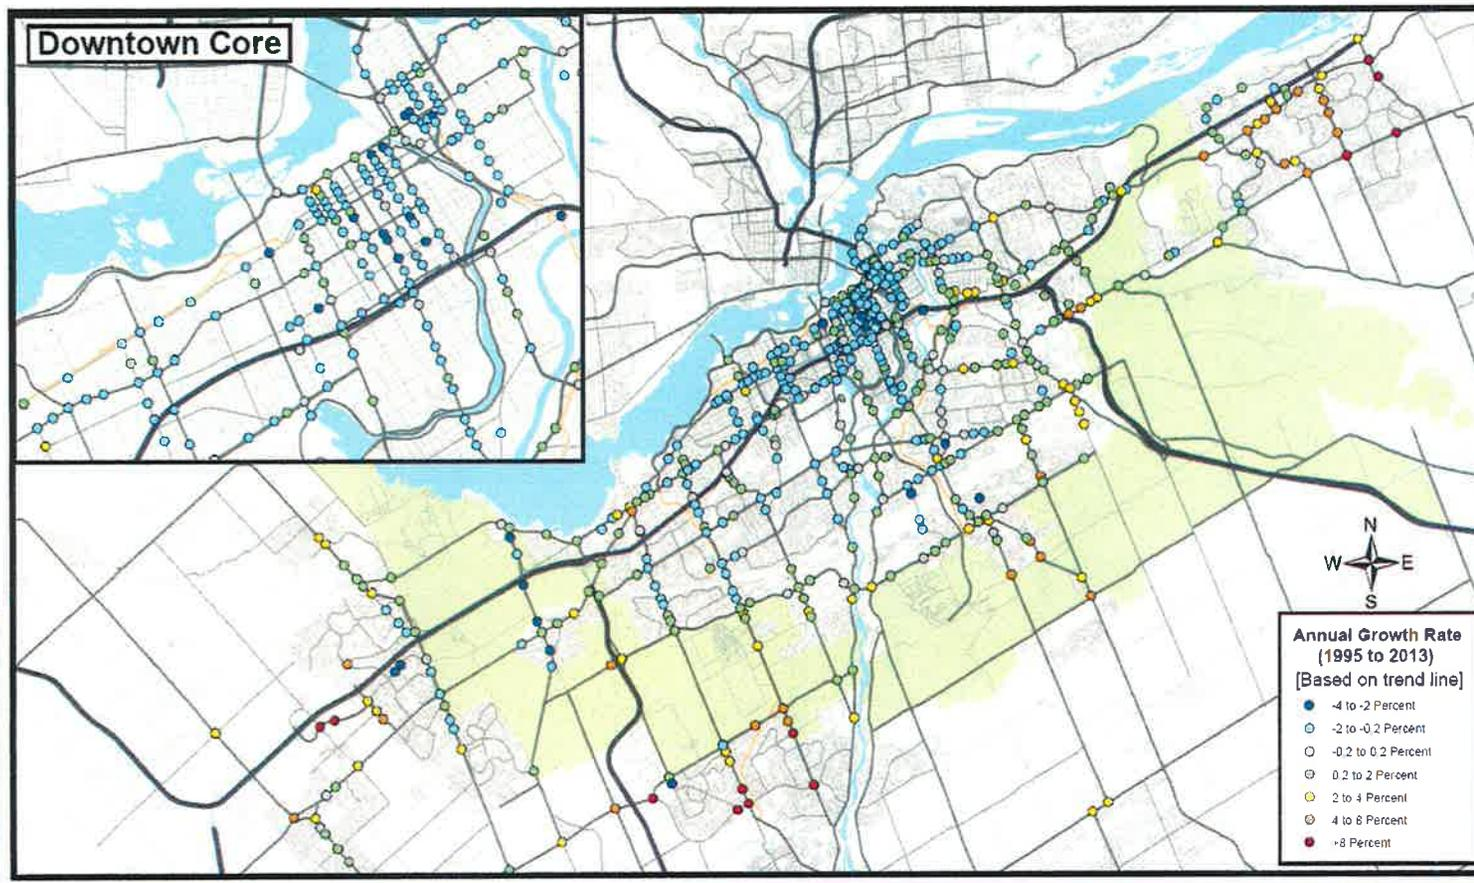 Downtown Core
N
W E
S
Annual Growth Rate
(1995 to 2013)
[Based on trend line]
-4 to -2 Percent
-2 to -0.2 Percent
-0.2 to 0.2 Percent
0.2 to 2 Percent
2 to 4 Percent
4 to 8 Percent
>8 Percent